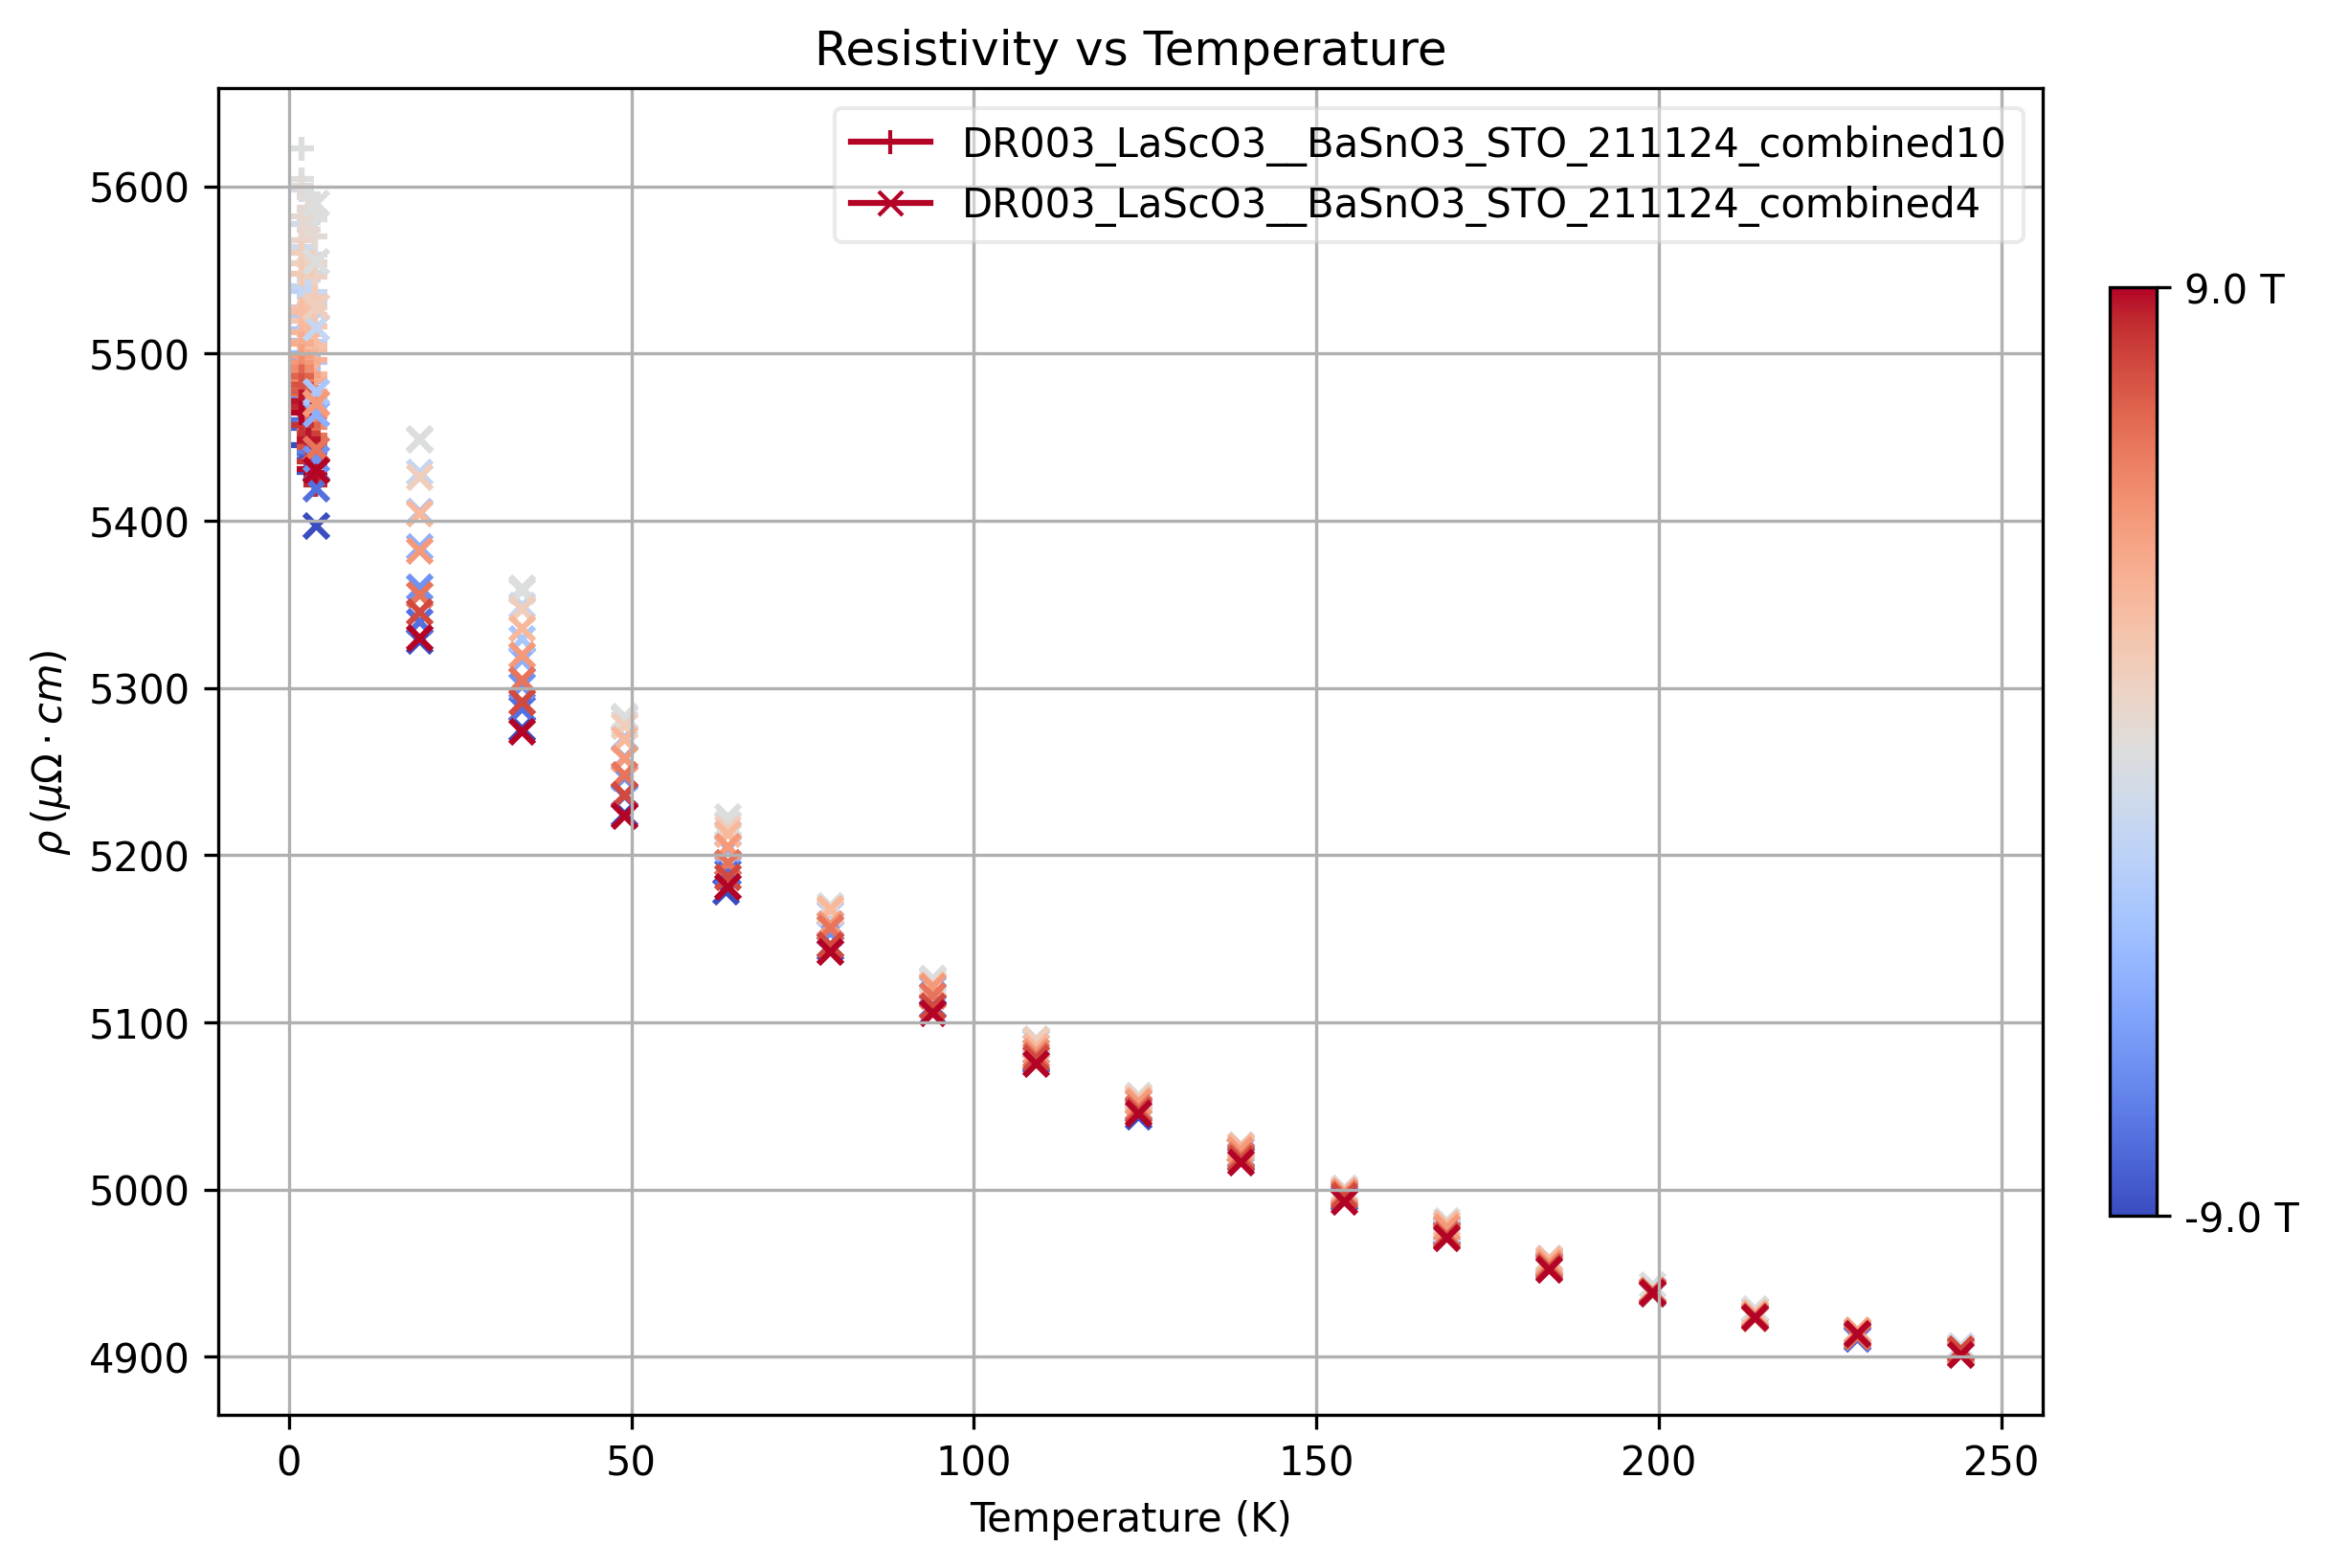 Resistivity vs Temperature
DR003_LaScO3__BaSnO3_STO_211124_combined10
DR003_LaScO3__BaSnO3_STO_211124_combined4
ρ (μΩ · cm)
5600
5500
5400
5300
5200
5100
5000
4900
0 50 100 150 200 250
Temperature (K)
9.0 T
-9.0 T